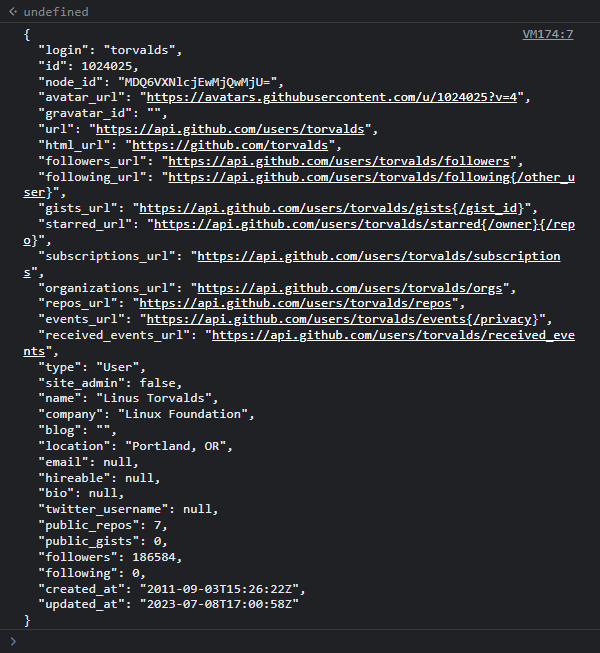 undefined
{ VM174:7
"login": "torvalds",
"id": 1024025,
"node_id": "MDQ6VXNlcjEwMjQwMjU=",
"avatar_url": "https://avatars.githubusercontent.com/u/1024025?v=4",
"gravatar_id": "",
"url": "https://api.github.com/users/torvalds",
"html_url": "https://github.com/torvalds",
"followers_url": "https://api.github.com/users/torvalds/followers",
"following_url": "https://api.github.com/users/torvalds/following{/other_u
ser}",
"gists_url": "https://api.github.com/users/torvalds/gists{/gist_id}",
"starred_url": "https://api.github.com/users/torvalds/starred{/owner}{/rep
o}",
"subscriptions_url": "https://api.github.com/users/torvalds/subscription
s",
"organizations_url": "https://api.github.com/users/torvalds/orgs",
"repos_url": "https://api.github.com/users/torvalds/repos",
"events_url": "https://api.github.com/users/torvalds/events{/privacy}",
"received_events_url": "https://api.github.com/users/torvalds/received_eve
nts",
"type": "User",
"site_admin": false,
"name": "Linus Torvalds",
"company": "Linux Foundation",
"blog": "",
"location": "Portland, OR",
"email": null,
"hireable": null,
"bio": null,
"twitter_username": null,
"public_repos": 7,
"public_gists": 0,
"followers": 186584,
"following": 0,
"created_at": "2011-09-03T15:26:22Z",
"updated_at": "2023-07-08T17:00:58Z"
}